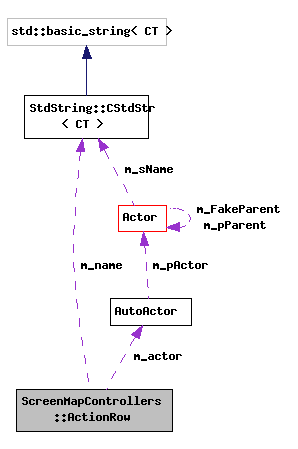 std::basic_string< CT >
StdString::CStdStr
< CT >
m_sName
m_FakeParent
m_pParent
Actor
m_name
m_pActor
AutoActor
m_actor
ScreenMapControllers
::ActionRow